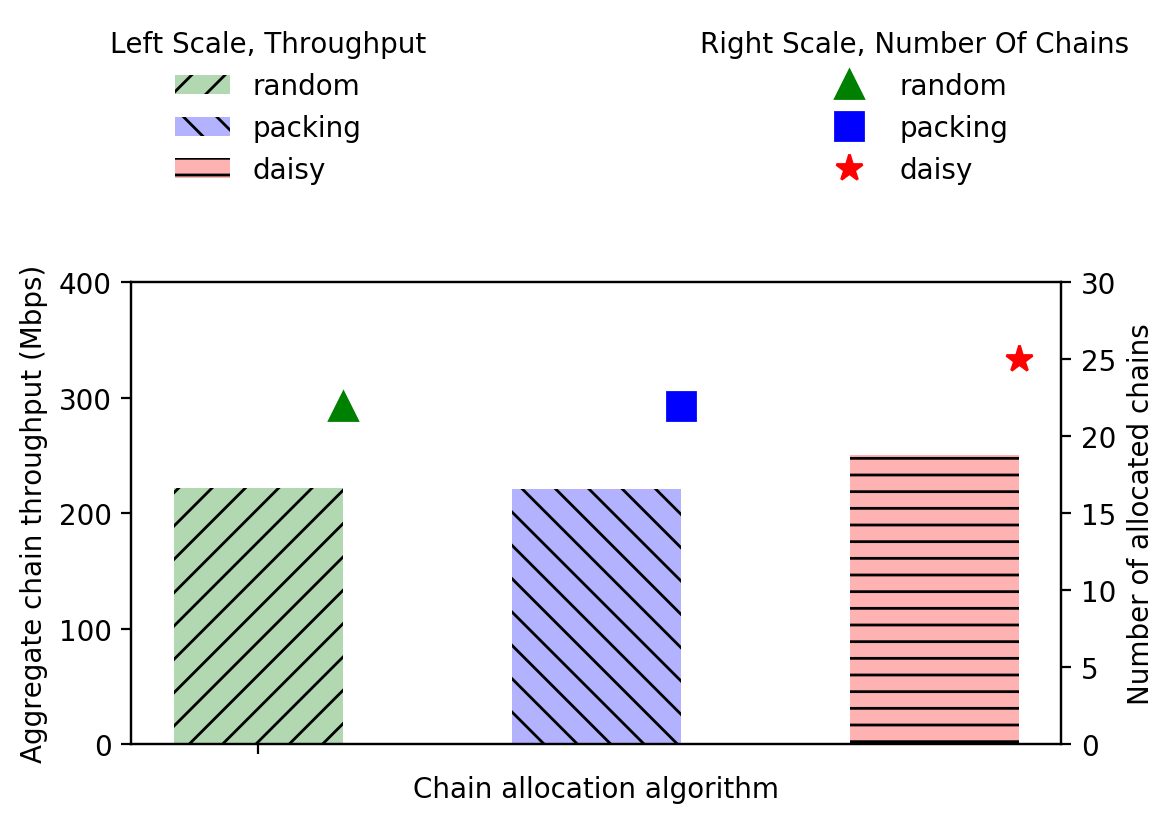 Left Scale, Throughput
random
packing
daisy
Right Scale, Number Of Chains
random
packing
daisy
Aggregate chain throughput (Mbps)
400
300
200
100
0
30
25
20
15
10
5
0
Number of allocated chains
Chain allocation algorithm